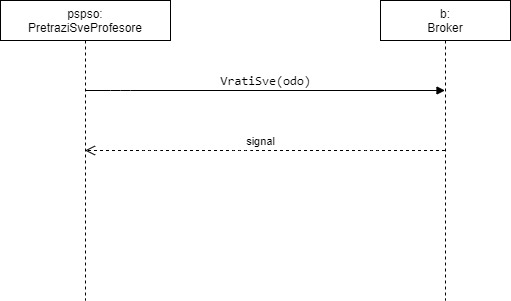 pspso:
PretraziSveProfesore
b:
Broker
VratiSve(odo)
signal